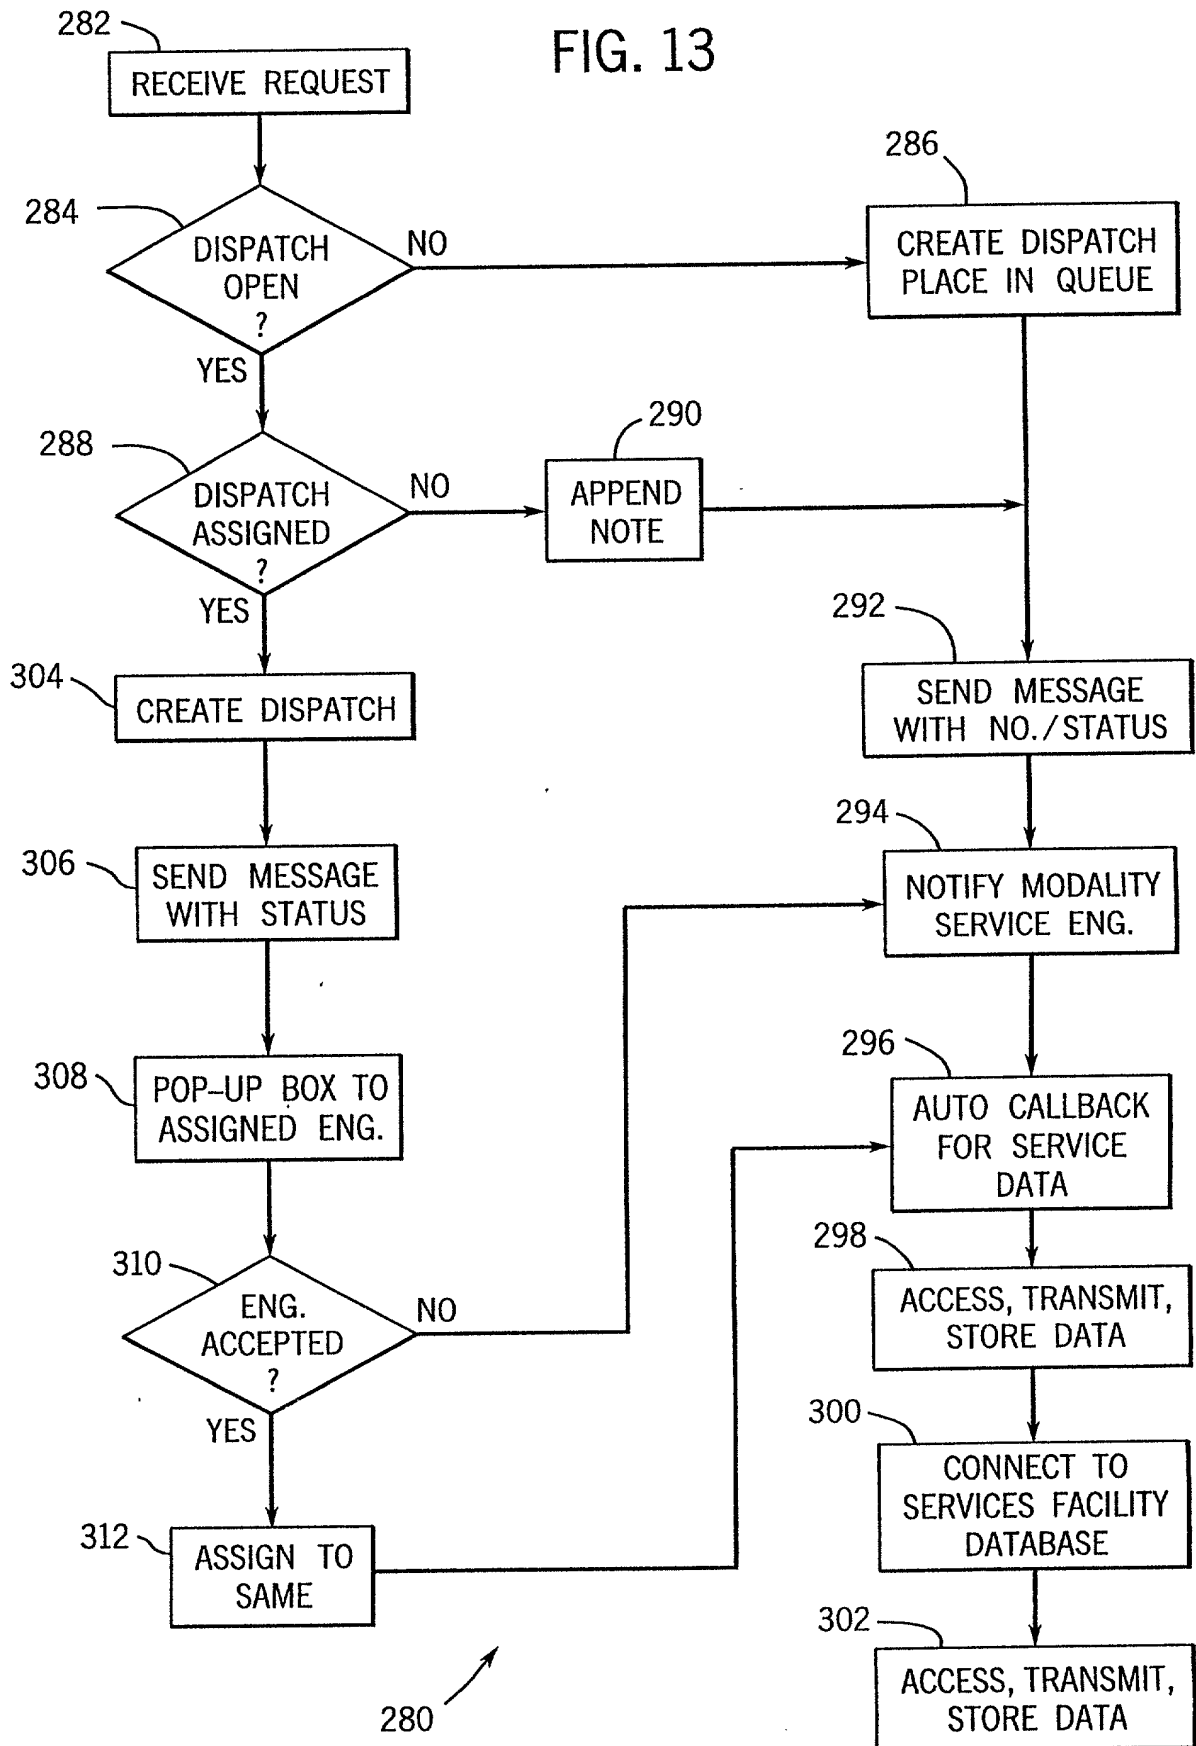 FIG. 13
282
RECEIVE REQUEST
284
DISPATCH
OPEN
?
NO
YES
286
CREATE DISPATCH
PLACE IN QUEUE
288
DISPATCH
ASSIGNED
?
NO
YES
290
APPEND
NOTE
292
SEND MESSAGE
WITH NO./STATUS
304
CREATE DISPATCH
294
NOTIFY MODALITY
SERVICE ENG.
306
SEND MESSAGE
WITH STATUS
296
AUTO CALLBACK
FOR SERVICE
DATA
308
POP-UP BOX TO
ASSIGNED ENG.
298
ACCESS, TRANSMIT,
STORE DATA
310
ENG.
ACCEPTED
?
NO
YES
300
CONNECT TO
SERVICES FACILITY
DATABASE
312
ASSIGN TO
SAME
302
ACCESS, TRANSMIT,
STORE DATA
280